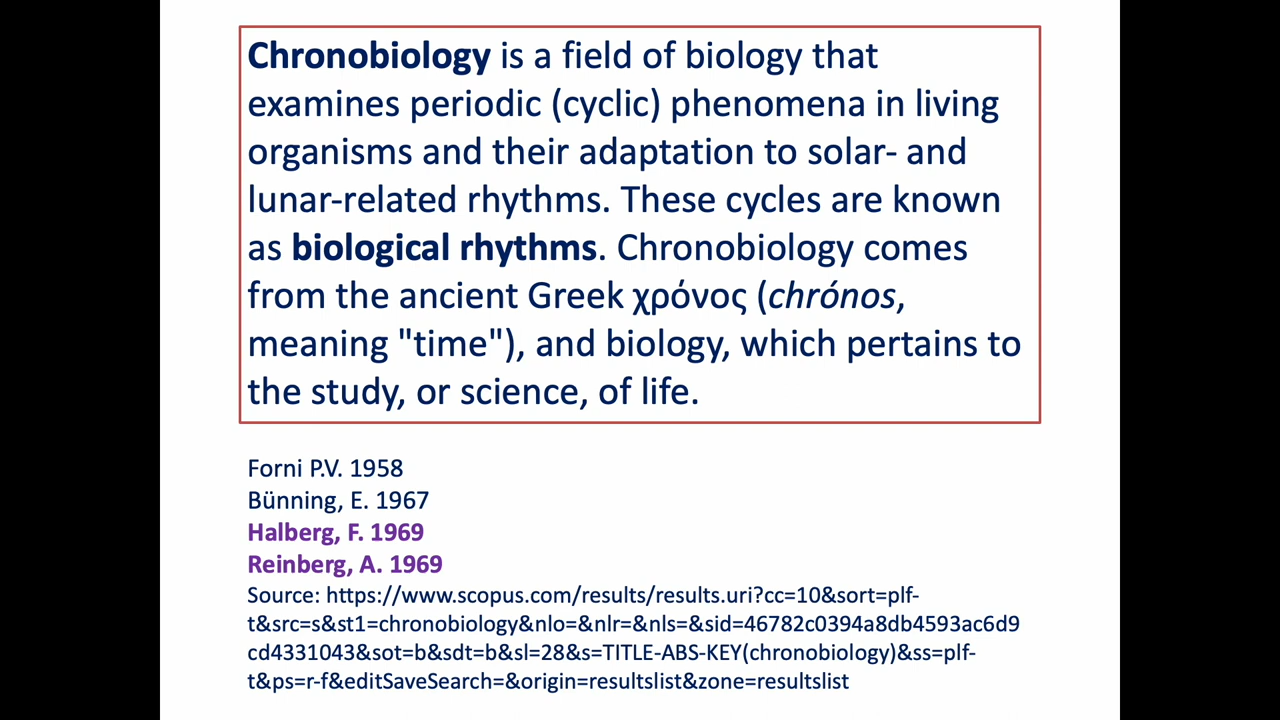 Chronobiology is a field of biology that
examines periodic (cyclic) phenomena in living
organisms and their adaptation to solar- and
lunar-related rhythms. These cycles are known
as biological rhythms. Chronobiology comes
from the ancient Greek χρόνος (chrónos,
meaning "time"), and biology, which pertains to
the study, or science, of life.
Forni P.V. 1958
Bünning, E. 1967
Halberg, F. 1969
Reinberg, A. 1969
Source: https://www.scopus.com/results/results.uri?cc=10&sort=plf-
t&src=s&st1=chronobiology&nlo=&nlr=&nls=&sid=46782c0394a8db4593ac6d9
cd4331043&sot=b&sdt=b&sl=28&s=TITLE-ABS-KEY(chronobiology)&ss=plf-
t&ps=r-f&editSaveSearch=&origin=resultslist&zone=resultslist